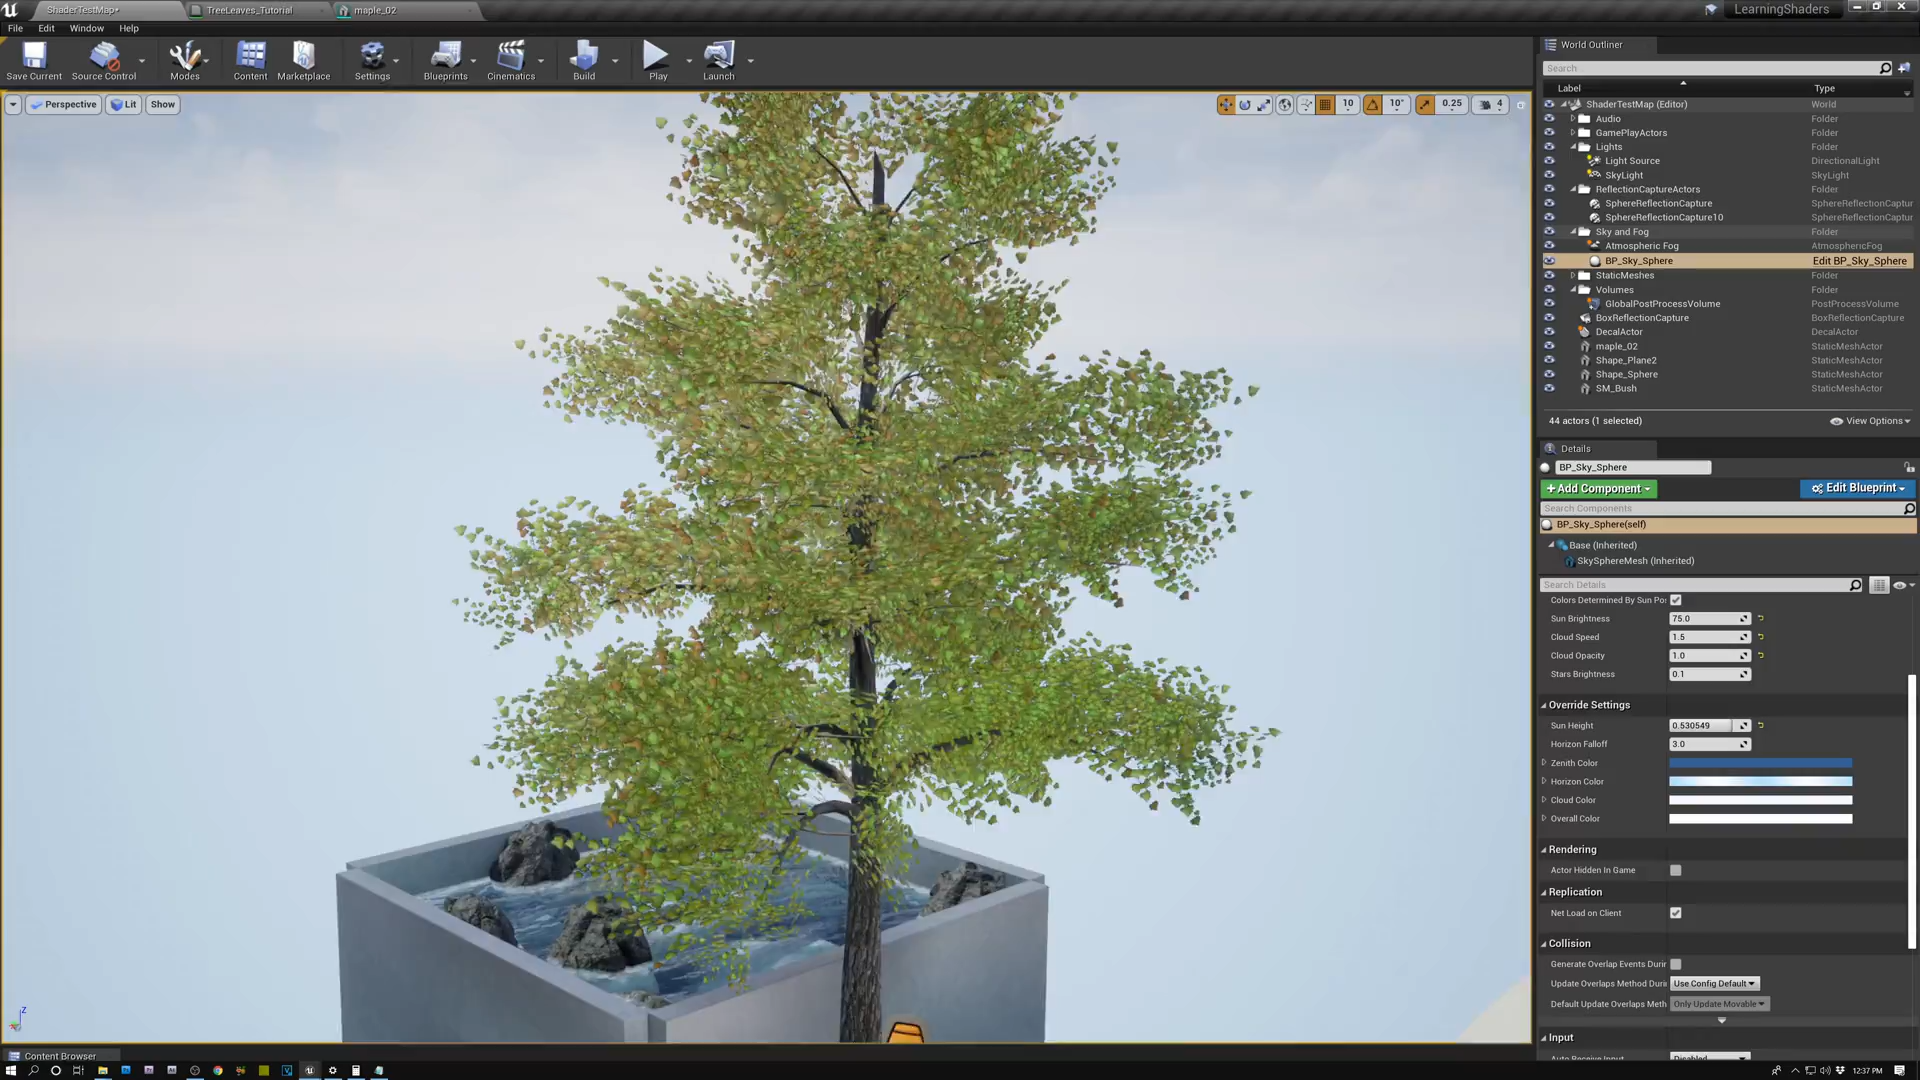 ShaderTestMap•
TreeLeaves_Tutorial
maple_02
LearningShaders
File Edit Window Help
Save Current
Source Control
Modes
Content
Marketplace
Settings
Blueprints
Cinematics
Build
Play
Launch
Perspective
Lit
Show
10
10°
0.25
4
World Outliner
Search...
Label Type
ShaderTestMap (Editor) World
Audio Folder
GamePlayActors Folder
Lights Folder
Light Source DirectionalLight
SkyLight SkyLight
ReflectionCaptureActors Folder
SphereReflectionCapture SphereReflectionCaptur
SphereReflectionCapture10 SphereReflectionCaptur
Sky and Fog Folder
Atmospheric Fog AtmosphericFog
BP_Sky_Sphere Edit BP_Sky_Sphere
StaticMeshes Folder
Volumes Folder
GlobalPostProcessVolume PostProcessVolume
BoxReflectionCapture BoxReflectionCapture
DecalActor DecalActor
maple_02 StaticMeshActor
Shape_Plane2 StaticMeshActor
Shape_Sphere StaticMeshActor
SM_Bush StaticMeshActor
44 actors (1 selected)
View Options
Details
BP_Sky_Sphere
+Add Component
Edit Blueprint
Search Components
BP_Sky_Sphere(self)
Base (Inherited)
SkySphereMesh (Inherited)
Search Details
Colors Determined By Sun Po
Sun Brightness 75.0
Cloud Speed 1.5
Cloud Opacity 1.0
Stars Brightness 0.1
Override Settings
Sun Height 0.530549
Horizon Falloff 3.0
Zenith Color
Horizon Color
Cloud Color
Overall Color
Rendering
Actor Hidden In Game
Replication
Net Load on Client
Collision
Generate Overlap Events Durin
Update Overlaps Method Duri Use Config Default
Default Update Overlaps Meth Only Update Movable
Input
Auto Receive Input Disabled
Z
Content Browser
12:37 PM